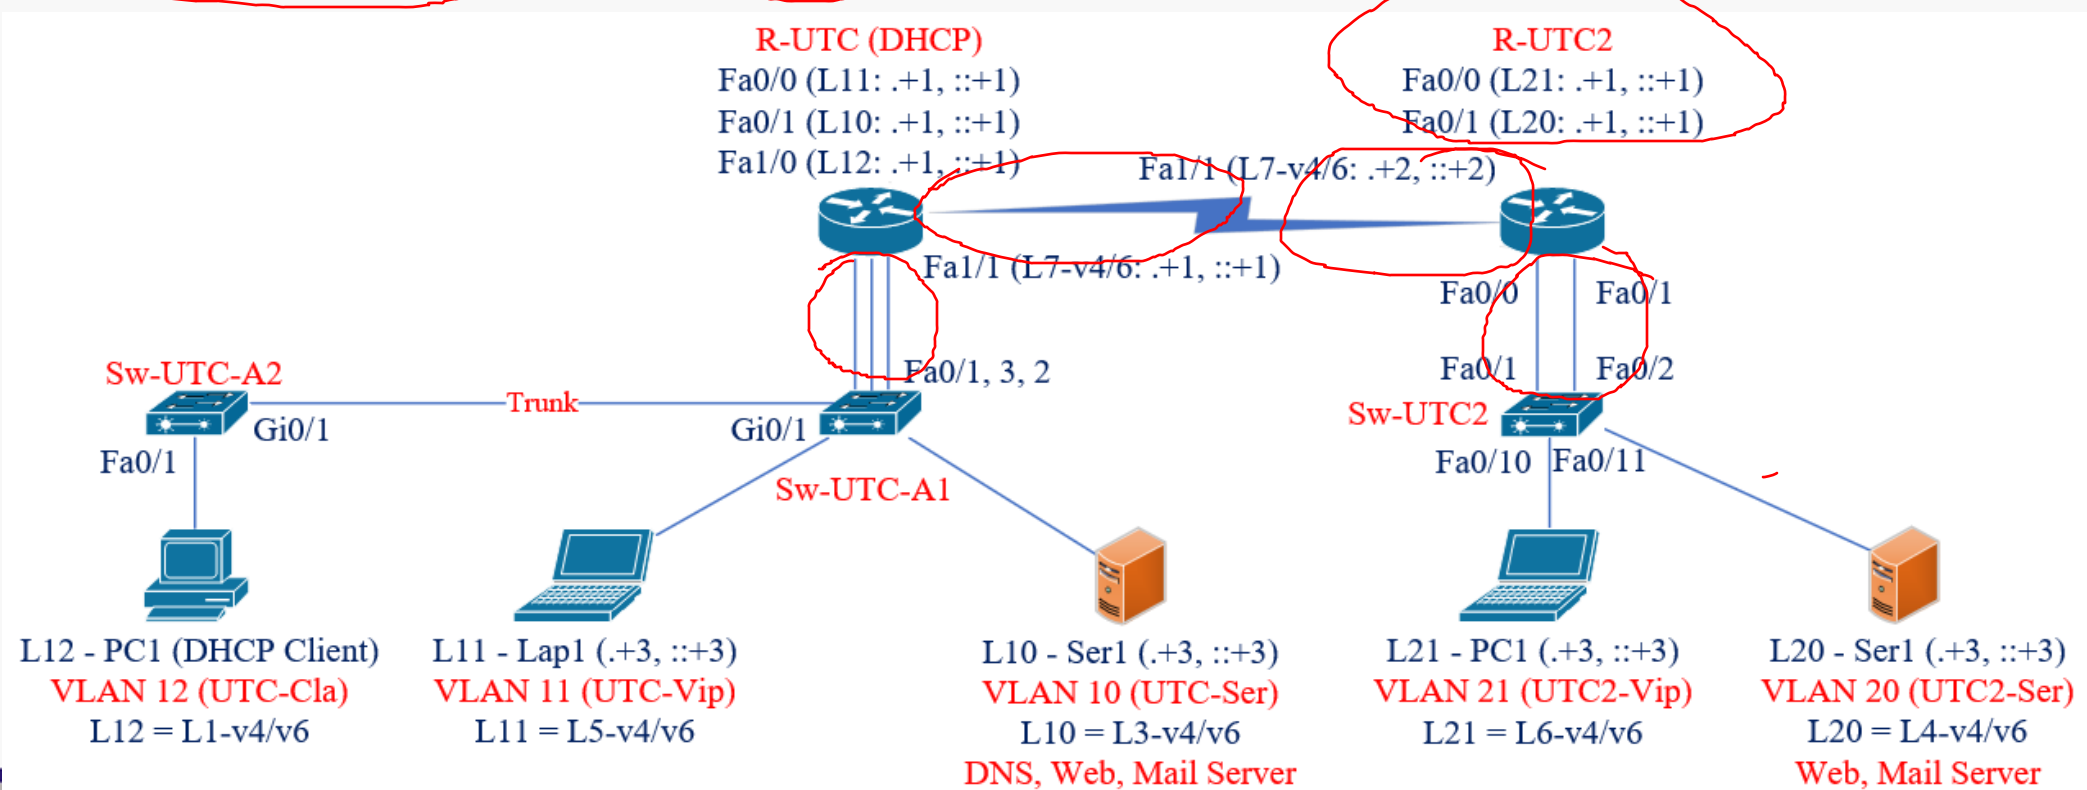 R-UTC (DHCP)
Fa0/0 (L11: .+1, ::+1)
Fa0/1 (L10: .+1, ::+1)
Fa1/0 (L12: .+1, ::+1)
R-UTC2
Fa0/0 (L21: .+1, ::+1)
Fa0/1 (L20: .+1, ::+1)
Fa1/1 (L7-v4/6: .+2, ::+2)
Fa1/1 (L7-v4/6: .+1, ::+1)
Fa0/0
Fa0/1
Fa0/1, 3, 2
Fa0/1
Fa0/2
Sw-UTC-A2
Trunk
Gi0/1
Gi0/1
Sw-UTC2
Fa0/1
Fa0/10
Fa0/11
Sw-UTC-A1
L12 - PC1 (DHCP Client)
VLAN 12 (UTC-Cla)
L12 = L1-v4/v6
L11 - Lap1 (.+3, ::+3)
VLAN 11 (UTC-Vip)
L11 = L5-v4/v6
L10 - Ser1 (.+3, ::+3)
VLAN 10 (UTC-Ser)
L10 = L3-v4/v6
DNS, Web, Mail Server
L21 - PC1 (.+3, ::+3)
VLAN 21 (UTC2-Vip)
L21 = L6-v4/v6
L20 - Ser1 (.+3, ::+3)
VLAN 20 (UTC2-Ser)
L20 = L4-v4/v6
Web, Mail Server